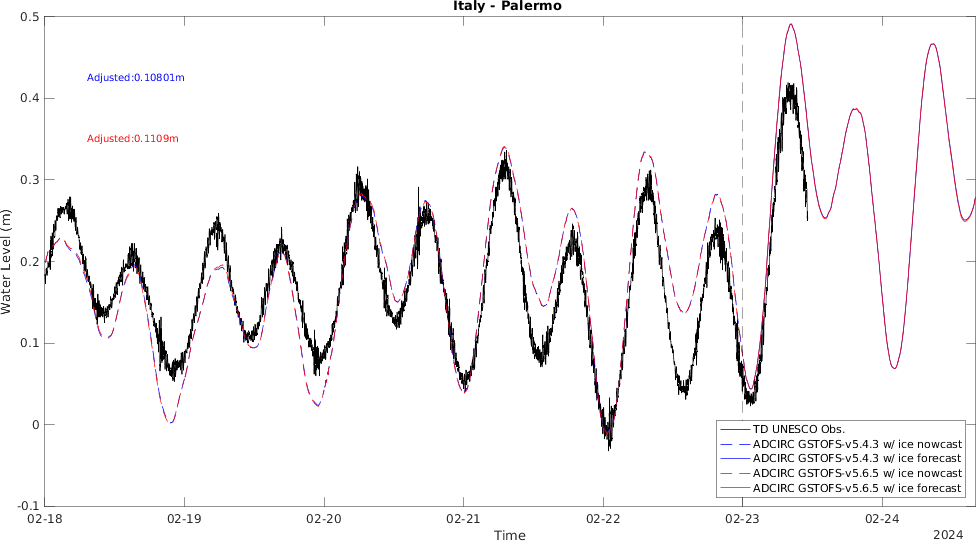 Italy - Palermo
0.5
0.4
0.3
0.2
0.1
0
-0.1
Water Level (m)
Adjusted:0.10801m
Adjusted:0.1109m
TD UNESCO Obs.
ADCIRC GSTOFS-v5.4.3 w/ ice nowcast
ADCIRC GSTOFS-v5.4.3 w/ ice forecast
ADCIRC GSTOFS-v5.6.5 w/ ice nowcast
ADCIRC GSTOFS-v5.6.5 w/ ice forecast
02-18 02-19 02-20 02-21 02-22 02-23 02-24
Time
2024